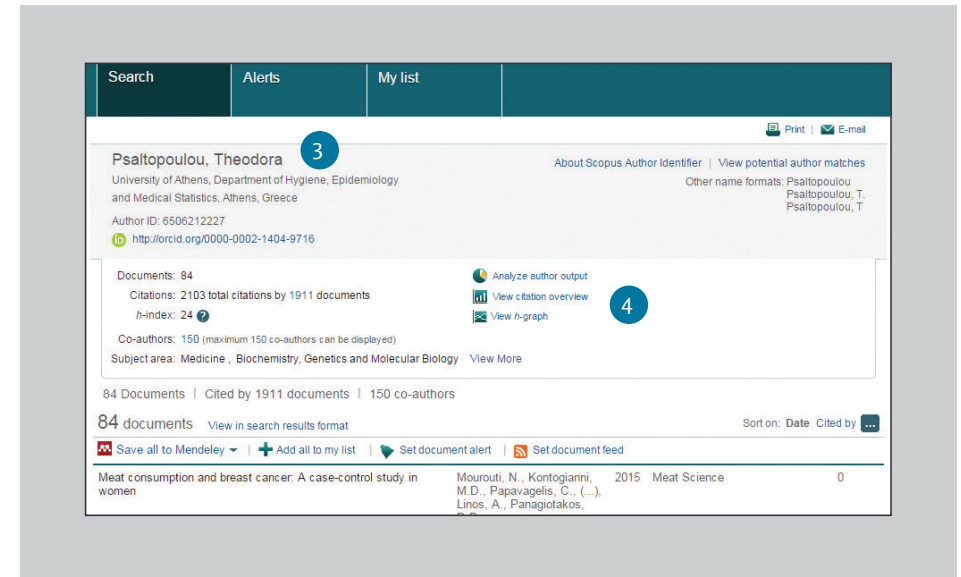 Search Alerts My list
Print | E-mail
Psaltopoulou, Theodora 3
University of Athens, Department of Hygiene, Epidemiology
and Medical Statistics, Athens, Greece
Author ID: 6506212227
iD http://orcid.org/0000-0002-1404-9716
About Scopus Author Identifier | View potential author matches
Other name formats: Psaltopoulou
Psaltopoulou, T.
Psaltopoulou, T
Documents: 84
Citations: 2103 total citations by 1911 documents
h-index: 24 ?
Co-authors: 150 (maximum 150 co-authors can be displayed)
Subject area: Medicine , Biochemistry, Genetics and Molecular Biology View More
Analyze author output
View citation overview
View h-graph
4
84 Documents | Cited by 1911 documents | 150 co-authors
84 documents View in search results format
Sort on: Date Cited by ...
Save all to Mendeley | Add all to my list | Set document alert | Set document feed
Meat consumption and breast cancer: A case-control study in
women
Mourouti, N., Kontogianni,
M.D., Papavagelis, C., (...),
Linos, A., Panagiotakos,
2015 Meat Science 0